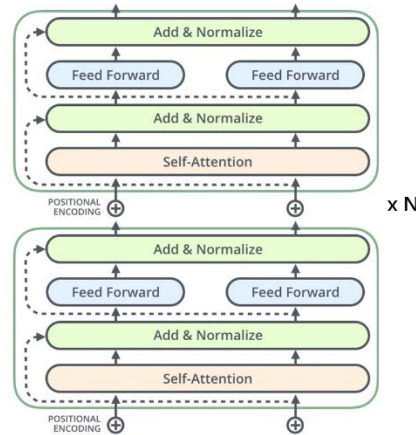 Add & Normalize
Feed Forward Feed Forward
Add & Normalize
Self-Attention
POSITIONAL
ENCODING
x N
Add & Normalize
Feed Forward Feed Forward
Add & Normalize
Self-Attention
POSITIONAL
ENCODING